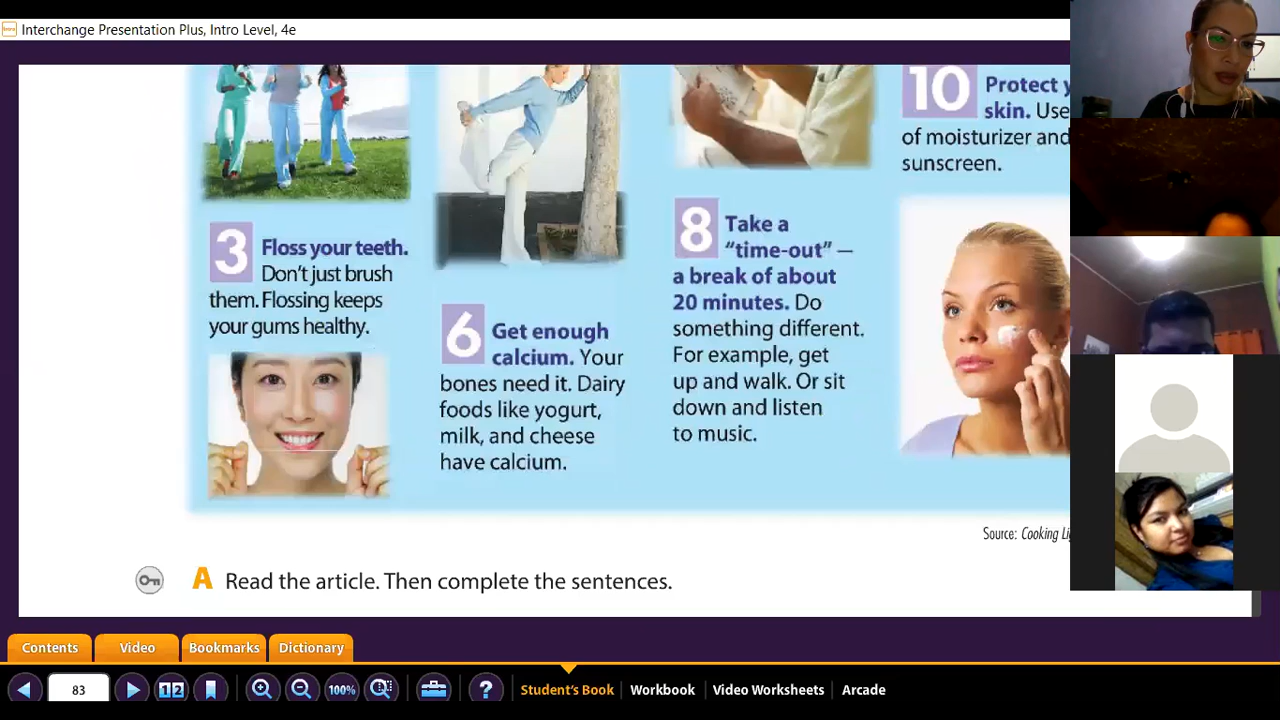 Interchange Presentation Plus, Intro Level, 4e
3 Floss your teeth.
Don't just brush
them. Flossing keeps
your gums healthy.
6 Get enough
calcium. Your
bones need it. Dairy
foods like yogurt,
milk, and cheese
have calcium.
8 Take a
"time-out" —
a break of about
20 minutes. Do
something different.
For example, get
up and walk. Or sit
down and listen
to music.
10 Protect
skin. Use
of moisturizer and
sunscreen.
Source: Cooking
A Read the article. Then complete the sentences.
Contents Video Bookmarks Dictionary
83 12 100% ? Student's Book Workbook Video Worksheets Arcade